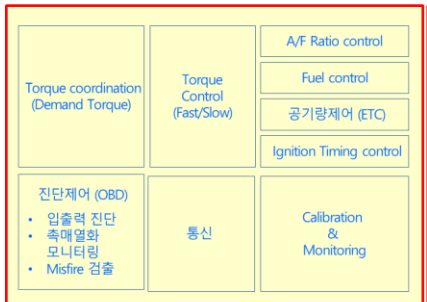 Torque coordination
(Demand Torque)
Torque
Control
(Fast/Slow)
A/F Ratio control
Fuel control
공기량제어 (ETC)
Ignition Timing control
진단제어 (OBD)
• 입출력 진단
• 촉매열화
모니터링
• Misfire 검출
통신
Calibration
&
Monitoring